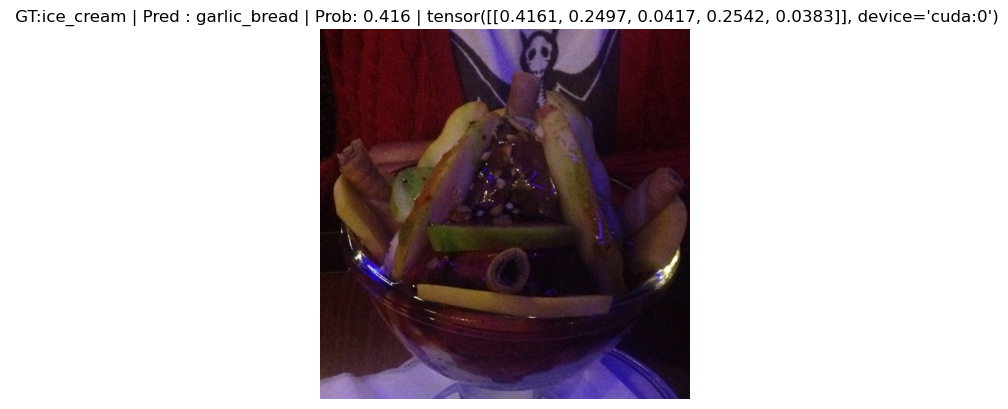 GT:ice_cream | Pred : garlic_bread | Prob: 0.416 | tensor([[0.4161, 0.2497, 0.0417, 0.2542, 0.0383]], device='cuda:0')